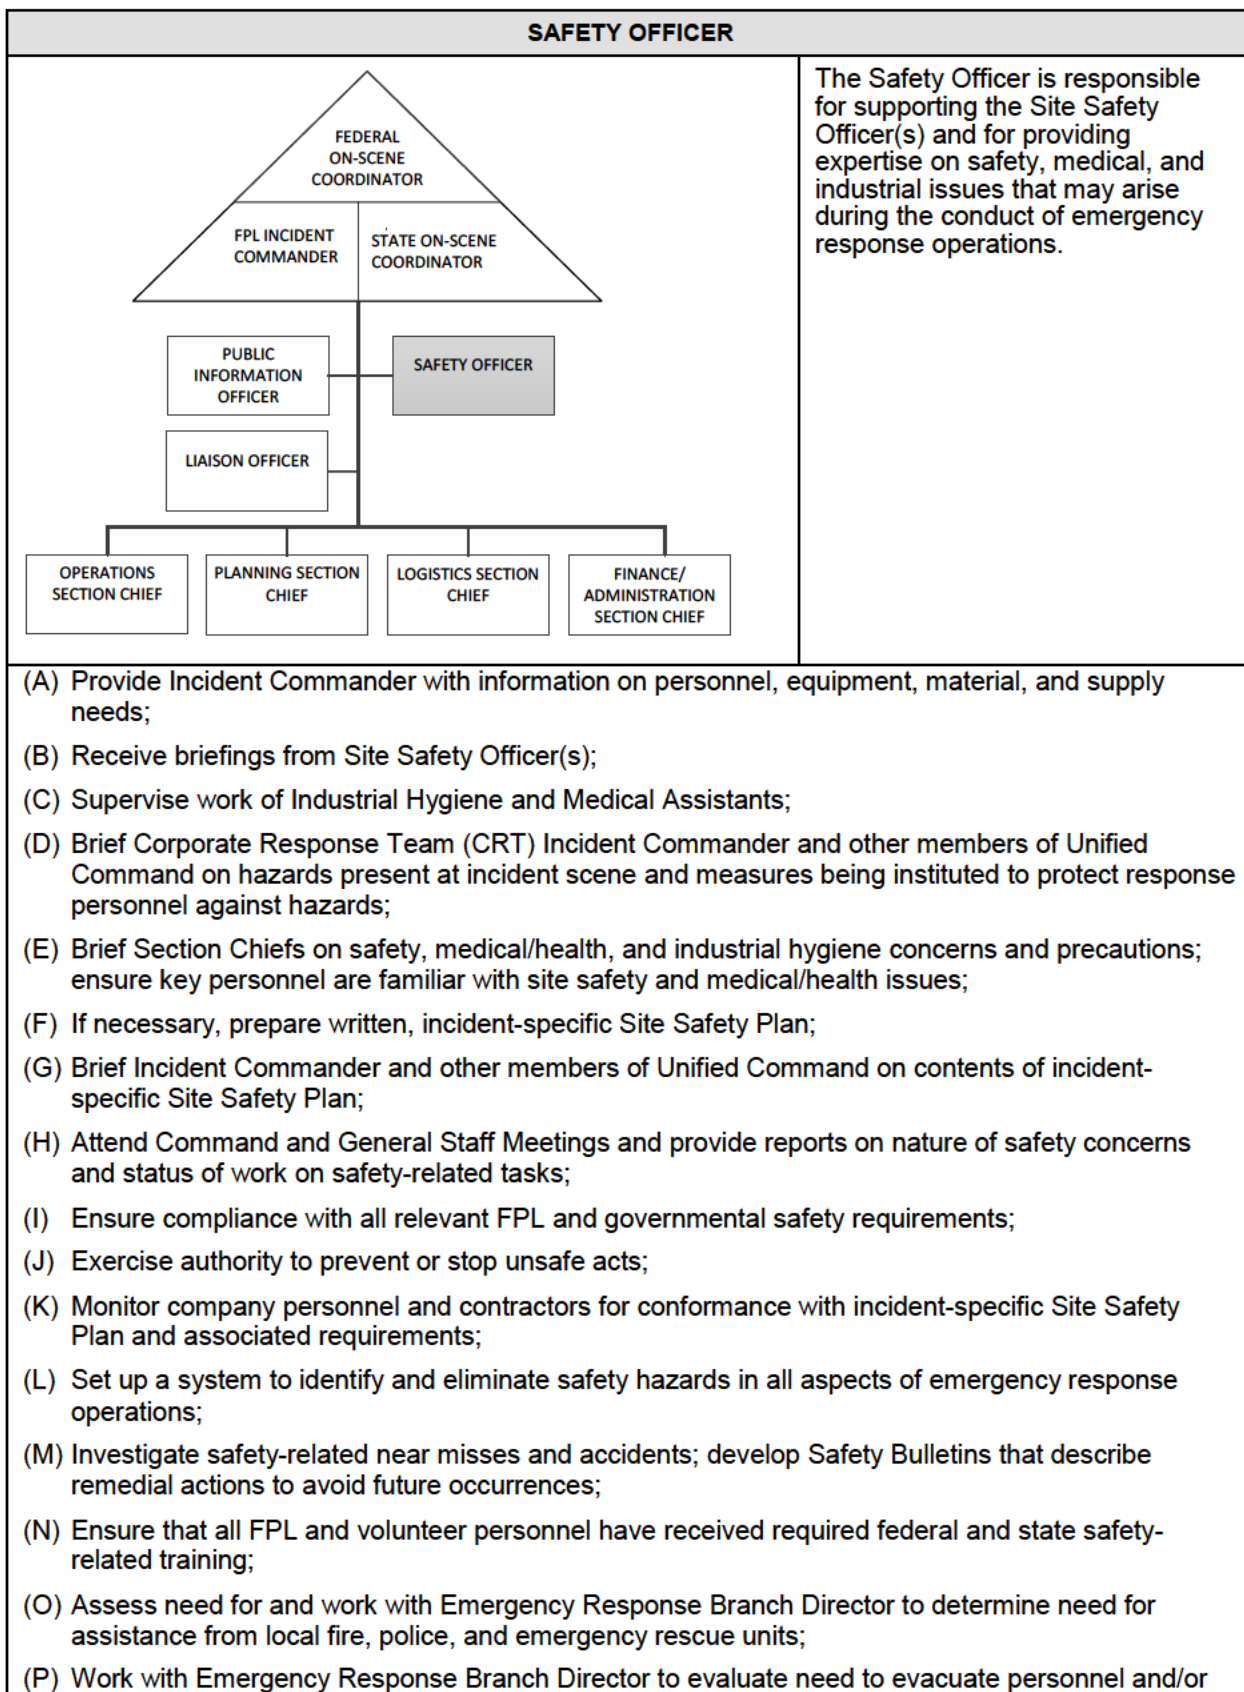 SAFETY OFFICER
FEDERAL
ON-SCENE
COORDINATOR
FPL INCIDENT
COMMANDER
STATE ON-SCENE
COORDINATOR
PUBLIC
INFORMATION
OFFICER
SAFETY OFFICER
LIAISON OFFICER
OPERATIONS
SECTION CHIEF
PLANNING SECTION
CHIEF
LOGISTICS SECTION
CHIEF
FINANCE/
ADMINISTRATION
SECTION CHIEF
The Safety Officer is responsible
for supporting the Site Safety
Officer(s) and for providing
expertise on safety, medical, and
industrial issues that may arise
during the conduct of emergency
response operations.
(A) Provide Incident Commander with information on personnel, equipment, material, and supply
needs;
(B) Receive briefings from Site Safety Officer(s);
(C) Supervise work of Industrial Hygiene and Medical Assistants;
(D) Brief Corporate Response Team (CRT) Incident Commander and other members of Unified
Command on hazards present at incident scene and measures being instituted to protect response
personnel against hazards;
(E) Brief Section Chiefs on safety, medical/health, and industrial hygiene concerns and precautions;
ensure key personnel are familiar with site safety and medical/health issues;
(F) If necessary, prepare written, incident-specific Site Safety Plan;
(G) Brief Incident Commander and other members of Unified Command on contents of incident-
specific Site Safety Plan;
(H) Attend Command and General Staff Meetings and provide reports on nature of safety concerns
and status of work on safety-related tasks;
(I) Ensure compliance with all relevant FPL and governmental safety requirements;
(J) Exercise authority to prevent or stop unsafe acts;
(K) Monitor company personnel and contractors for conformance with incident-specific Site Safety
Plan and associated requirements;
(L) Set up a system to identify and eliminate safety hazards in all aspects of emergency response
operations;
(M) Investigate safety-related near misses and accidents; develop Safety Bulletins that describe
remedial actions to avoid future occurrences;
(N) Ensure that all FPL and volunteer personnel have received required federal and state safety-
related training;
(O) Assess need for and work with Emergency Response Branch Director to determine need for
assistance from local fire, police, and emergency rescue units;
(P) Work with Emergency Response Branch Director to evaluate need to evacuate personnel and/or